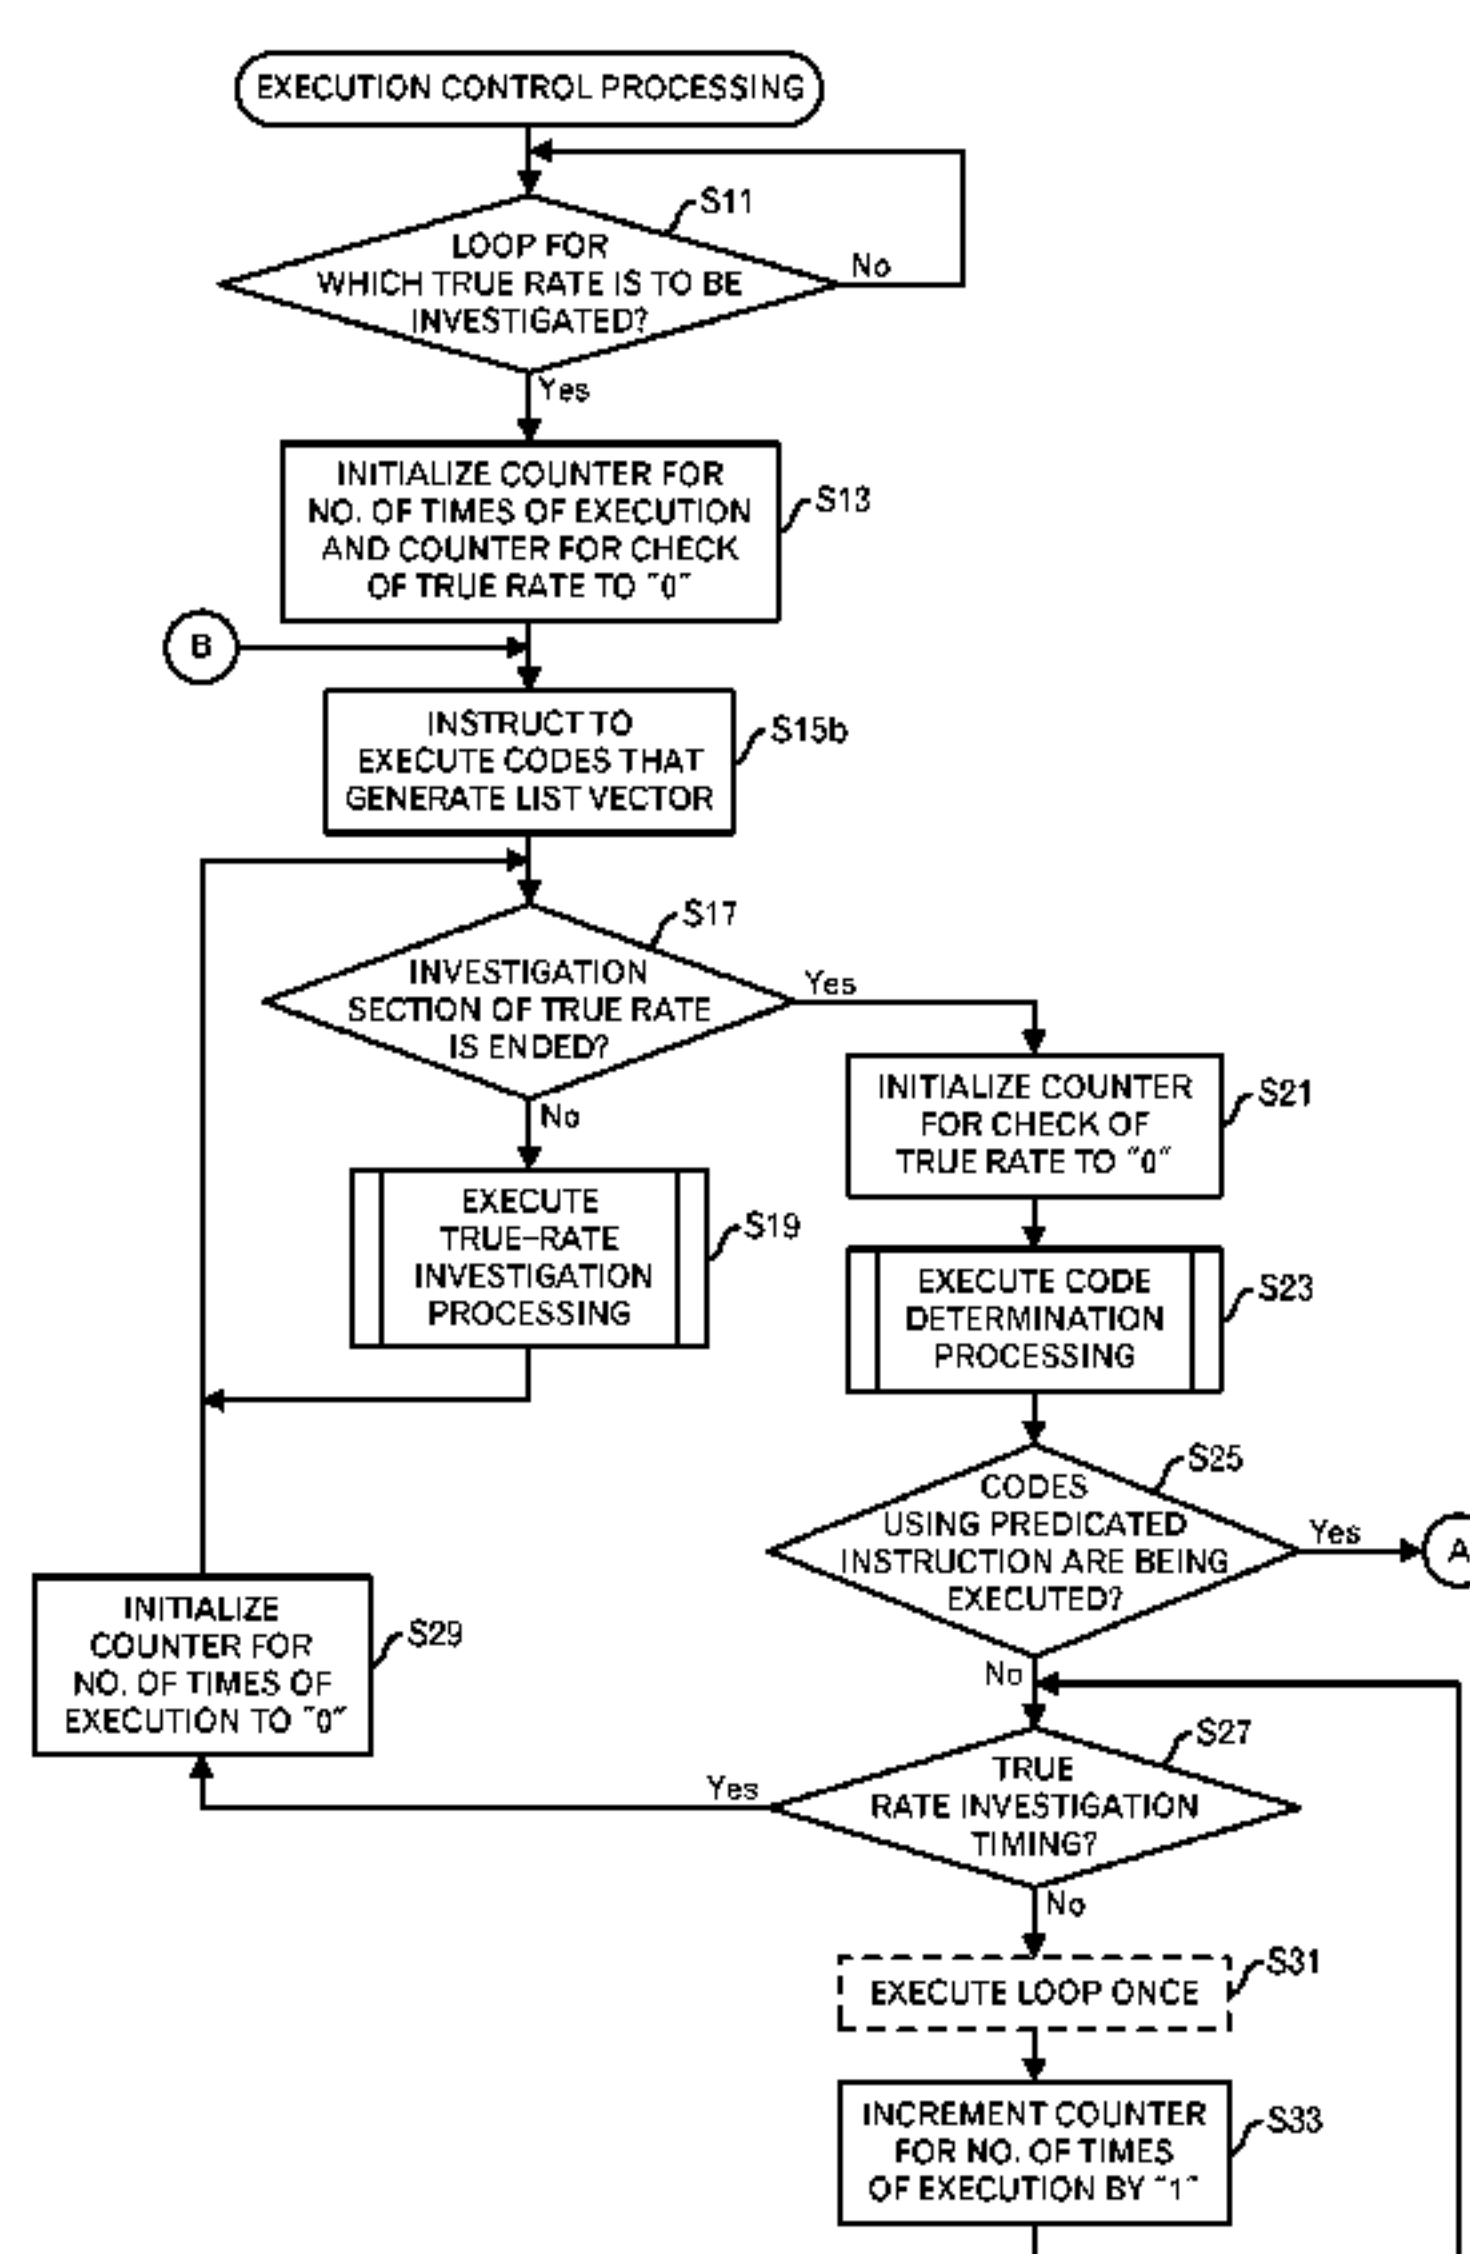 EXECUTION CONTROL PROCESSING
S11
LOOP FOR
WHICH TRUE RATE IS TO BE
INVESTIGATED?
No
Yes
INITIALIZE COUNTER FOR
NO. OF TIMES OF EXECUTION
AND COUNTER FOR CHECK
OF TRUE RATE TO "0"
S13
B
INSTRUCT TO
EXECUTE CODES THAT
GENERATE LIST VECTOR
S15b
S17
INVESTIGATION
SECTION OF TRUE RATE
IS ENDED?
Yes
No
INITIALIZE COUNTER
FOR CHECK OF
TRUE RATE TO "0"
S21
EXECUTE
TRUE-RATE
INVESTIGATION
PROCESSING
S19
EXECUTE CODE
DETERMINATION
PROCESSING
S23
S25
CODES
USING PREDICATED
INSTRUCTION ARE BEING
EXECUTED?
Yes
A
No
INITIALIZE
COUNTER FOR
NO. OF TIMES OF
EXECUTION TO "0"
S29
S27
TRUE
RATE INVESTIGATION
TIMING?
Yes
No
EXECUTE LOOP ONCE
S31
INCREMENT COUNTER
FOR NO. OF TIMES
OF EXECUTION BY "1"
S33